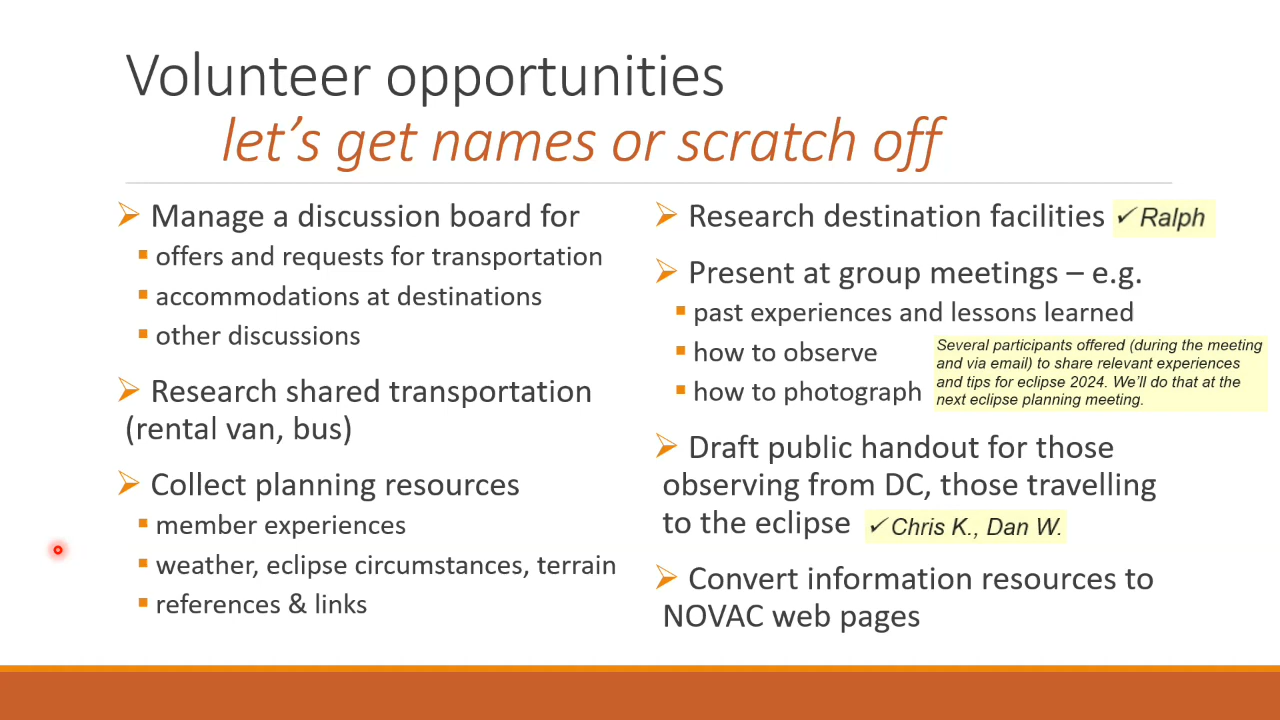 Volunteer opportunities
let's get names or scratch off
Manage a discussion board for
offers and requests for transportation
accommodations at destinations
other discussions
Research shared transportation
(rental van, bus)
Collect planning resources
member experiences
weather, eclipse circumstances, terrain
references & links
Research destination facilities ✓ Ralph
Present at group meetings – e.g.
past experiences and lessons learned
how to observe
how to photograph
Several participants offered (during the meeting
and via email) to share relevant experiences
and tips for eclipse 2024. We'll do that at the
next eclipse planning meeting.
Draft public handout for those
observing from DC, those travelling
to the eclipse ✓ Chris K., Dan W.
Convert information resources to
NOVAC web pages